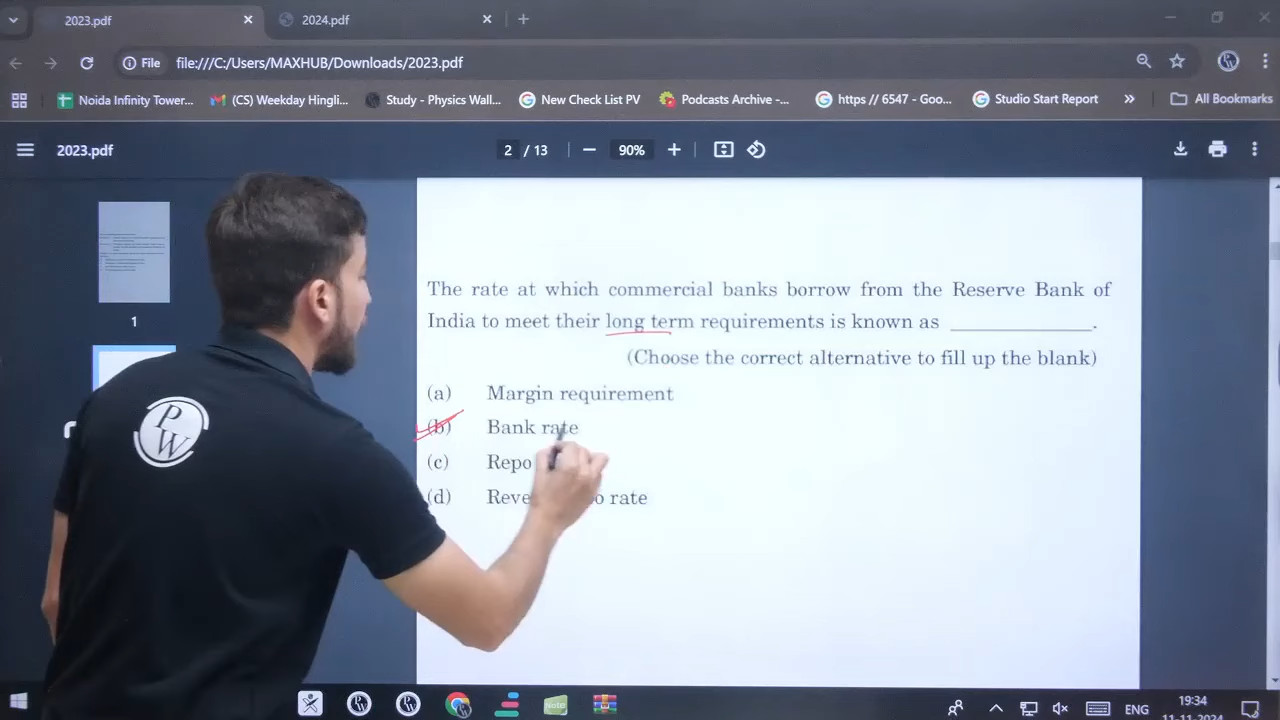 2023.pdf
2024.pdf
File
file:///C:/Users/MAXHUB/Downloads/2023.pdf
Noida Infinity Tower...
(CS) Weekday Hingli...
Study - Physics Wall...
New Check List PV
Podcasts Archive -...
https // 6547 - Goo...
Studio Start Report
All Bookmarks
2023.pdf
2 / 13
90%
1
The rate at which commercial banks borrow from the Reserve Bank of
India to meet their long term requirements is known as ____________.
(Choose the correct alternative to fill up the blank)
(a) Margin requirement
(b) Bank rate
(c) Repo
(d) rate
P
W
ENG
19:34
11-11-2024